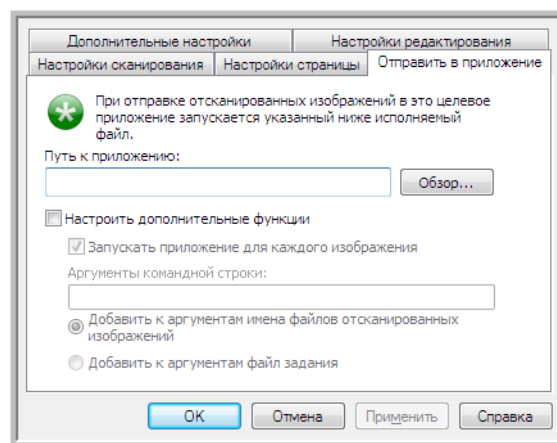 Дополнительные настройки
Настройки редактирования
Настройки сканирования
Настройки страницы
Отправить в приложение
При отправке отсканированных изображений в это целевое
приложение запускается указанный ниже исполняемый
файл.
Путь к приложению:
Обзор...
Настроить дополнительные функции
Запускать приложение для каждого изображения
Аргументы командной строки:
Добавить к аргументам имена файлов отсканированных
изображений
Добавить к аргументам файл задания
OK
Отмена
Применить
Справка